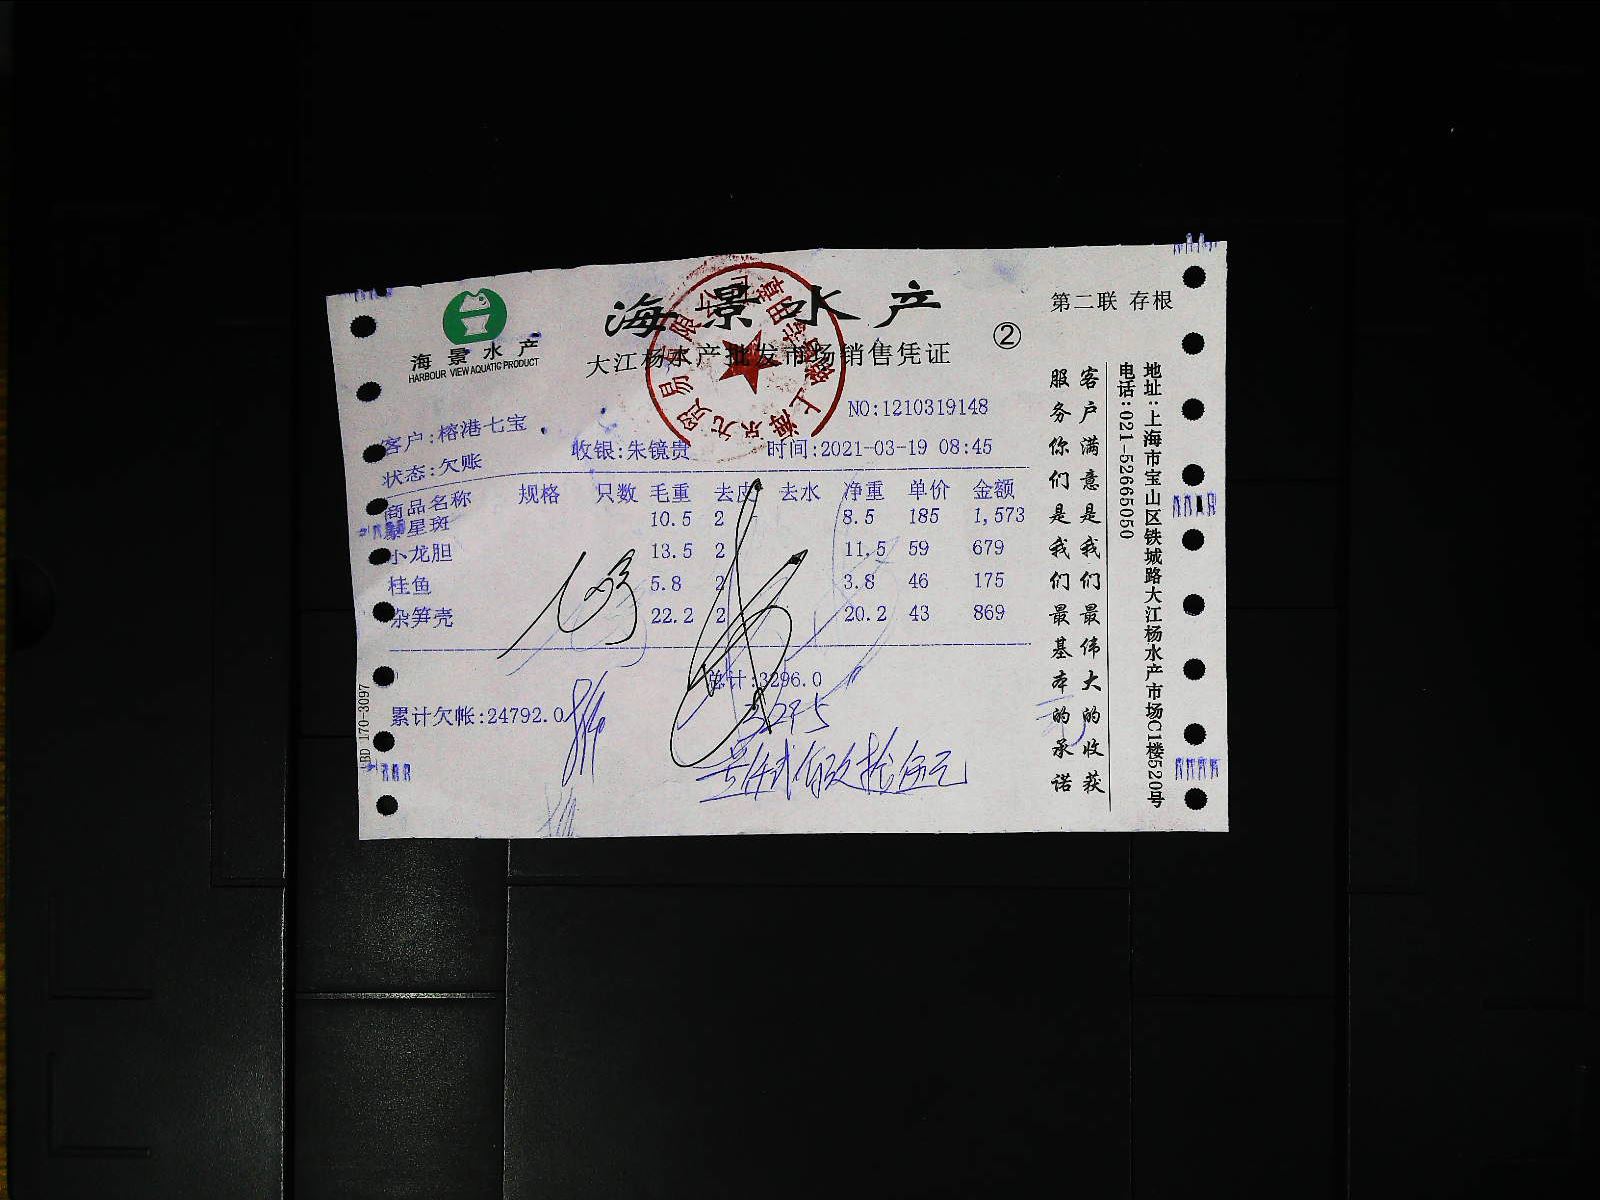 海景水产
第二联 存根
②
海景水产
HARBOUR VIEW AQUATIC PRODUCT
大江杨水产批发市场销售凭证
NO:1210319148
客户:榕港七宝
收银:朱镜贵
时间:2021-03-19 08:45
状态:欠账
商品名称 规格 只数 毛重 去皮 去水 净重 单价 金额
星斑 10.5 2 8.5 185 1,573
小龙胆 13.5 2 11.5 59 679
桂鱼 5.8 2 3.8 46 175
杂笋壳 22.2 2 20.2 43 869
总计:3296.0
累计欠帐:24792.0
3295
客户满意是我们最伟大的收获
服务你们是我们最基本的承诺
地址:上海市宝山区铁城路大江杨水产市场C1楼520号
电话:021-52665050
BD 170-3097